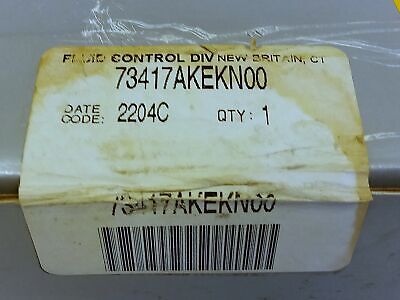 FLUID CONTROL DIV NEW BRITAIN, CT
73417AKEKN00
DATE CODE: 2204C QTY: 1
73417AKEKN00